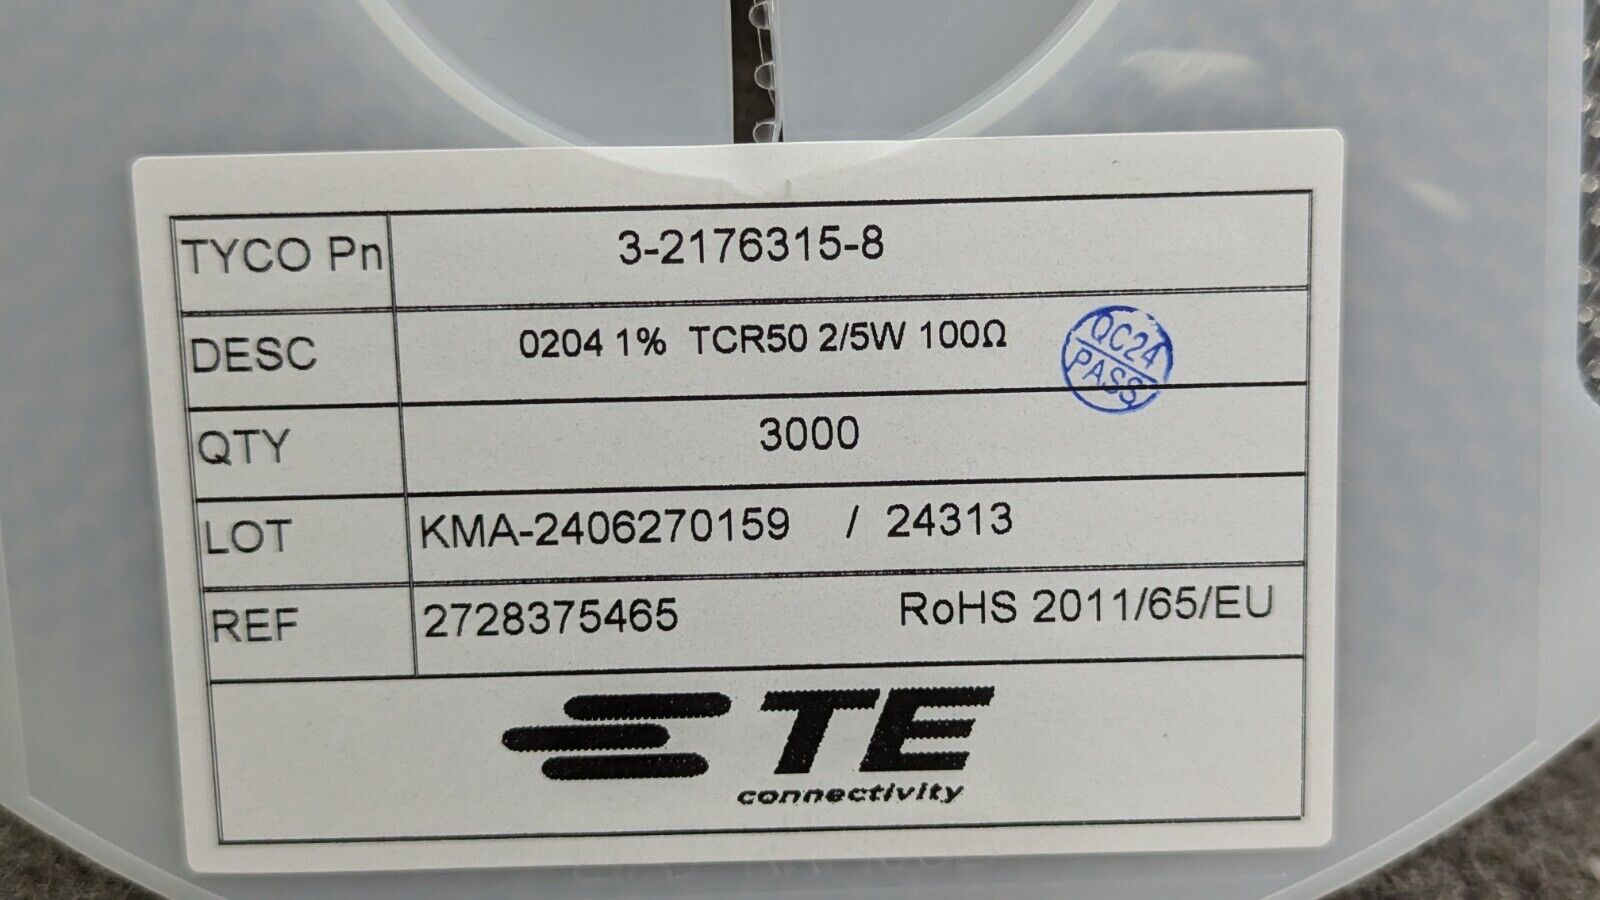 TYCO Pn 3-2176315-8
DESC 0204 1% TCR50 2/5W 100Ω
QC24
PASS
QTY 3000
LOT KMA-2406270159 / 24313
REF 2728375465 RoHS 2011/65/EU
TE
connectivity